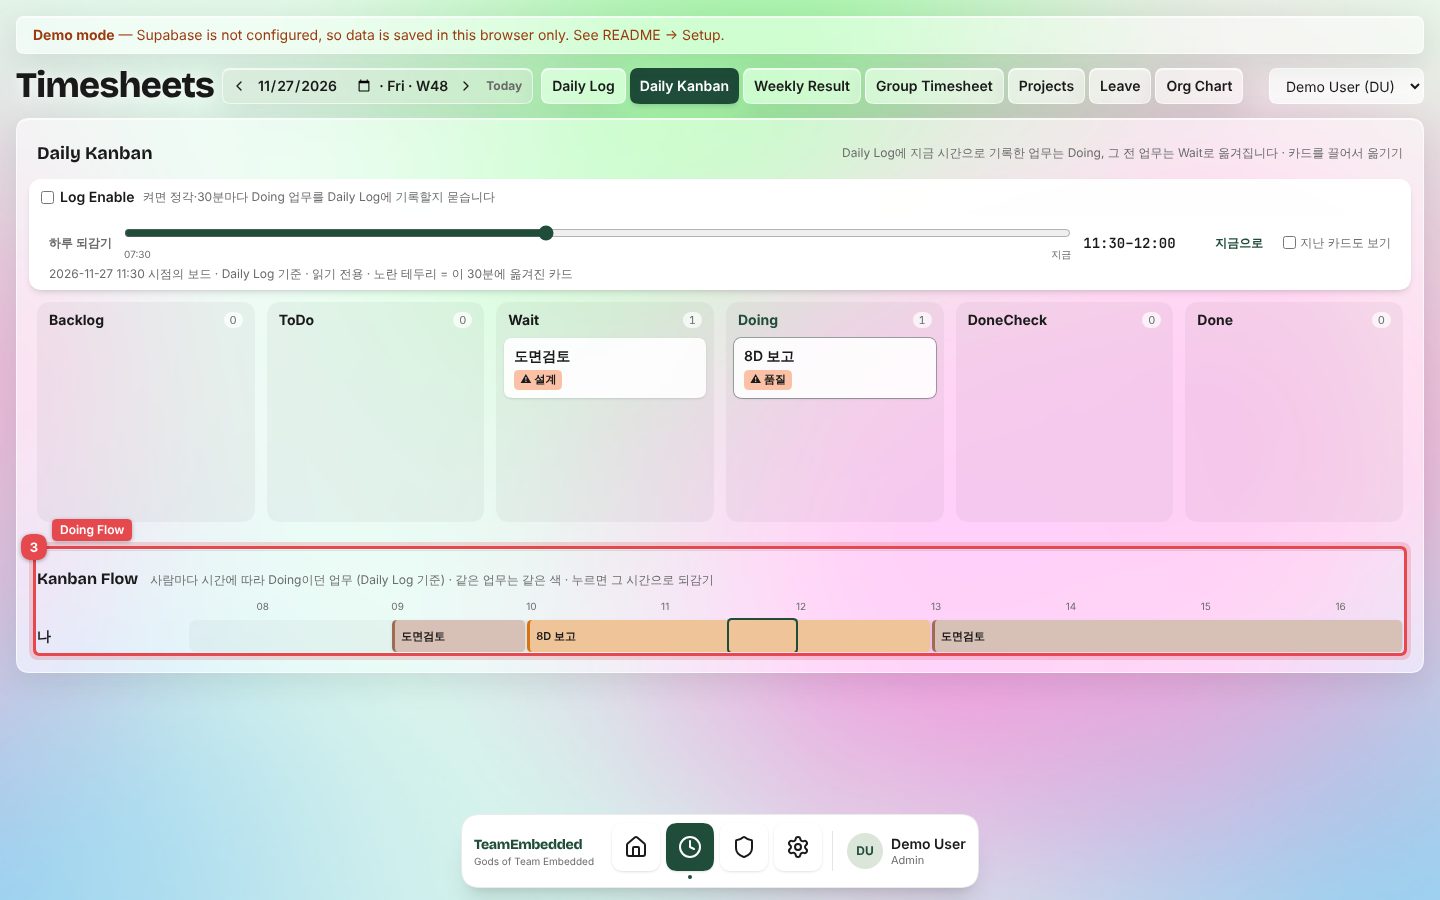 Demo mode — Supabase is not configured, so data is saved in this browser only. See README → Setup.
Timesheets
11/27/2026 · Fri · W48 Today
Daily Log
Daily Kanban
Weekly Result
Group Timesheet
Projects
Leave
Org Chart
Demo User (DU)
Daily Kanban
Daily Log에 지금 시간으로 기록한 업무는 Doing, 그 전 업무는 Wait로 옮겨집니다 · 카드를 끌어서 옮기기
Log Enable 켜면 정각·30분마다 Doing 업무를 Daily Log에 기록할지 묻습니다
하루 되감기
07:30
지금
11:30–12:00
지금으로
지난 카드도 보기
2026-11-27 11:30 시점의 보드 · Daily Log 기준 · 읽기 전용 · 노란 테두리 = 이 30분에 옮겨진 카드
Backlog 0
ToDo 0
Wait 1
Doing 1
DoneCheck 0
Done 0
도면검토
⚠ 설계
8D 보고
⚠ 품질
Doing Flow
3
Kanban Flow 사람마다 시간에 따라 Doing이던 업무 (Daily Log 기준) · 같은 업무는 같은 색 · 누르면 그 시간으로 되감기
08 09 10 11 12 13 14 15 16
나 도면검토 8D 보고 도면검토
TeamEmbedded
Gods of Team Embedded
DU
Demo User
Admin